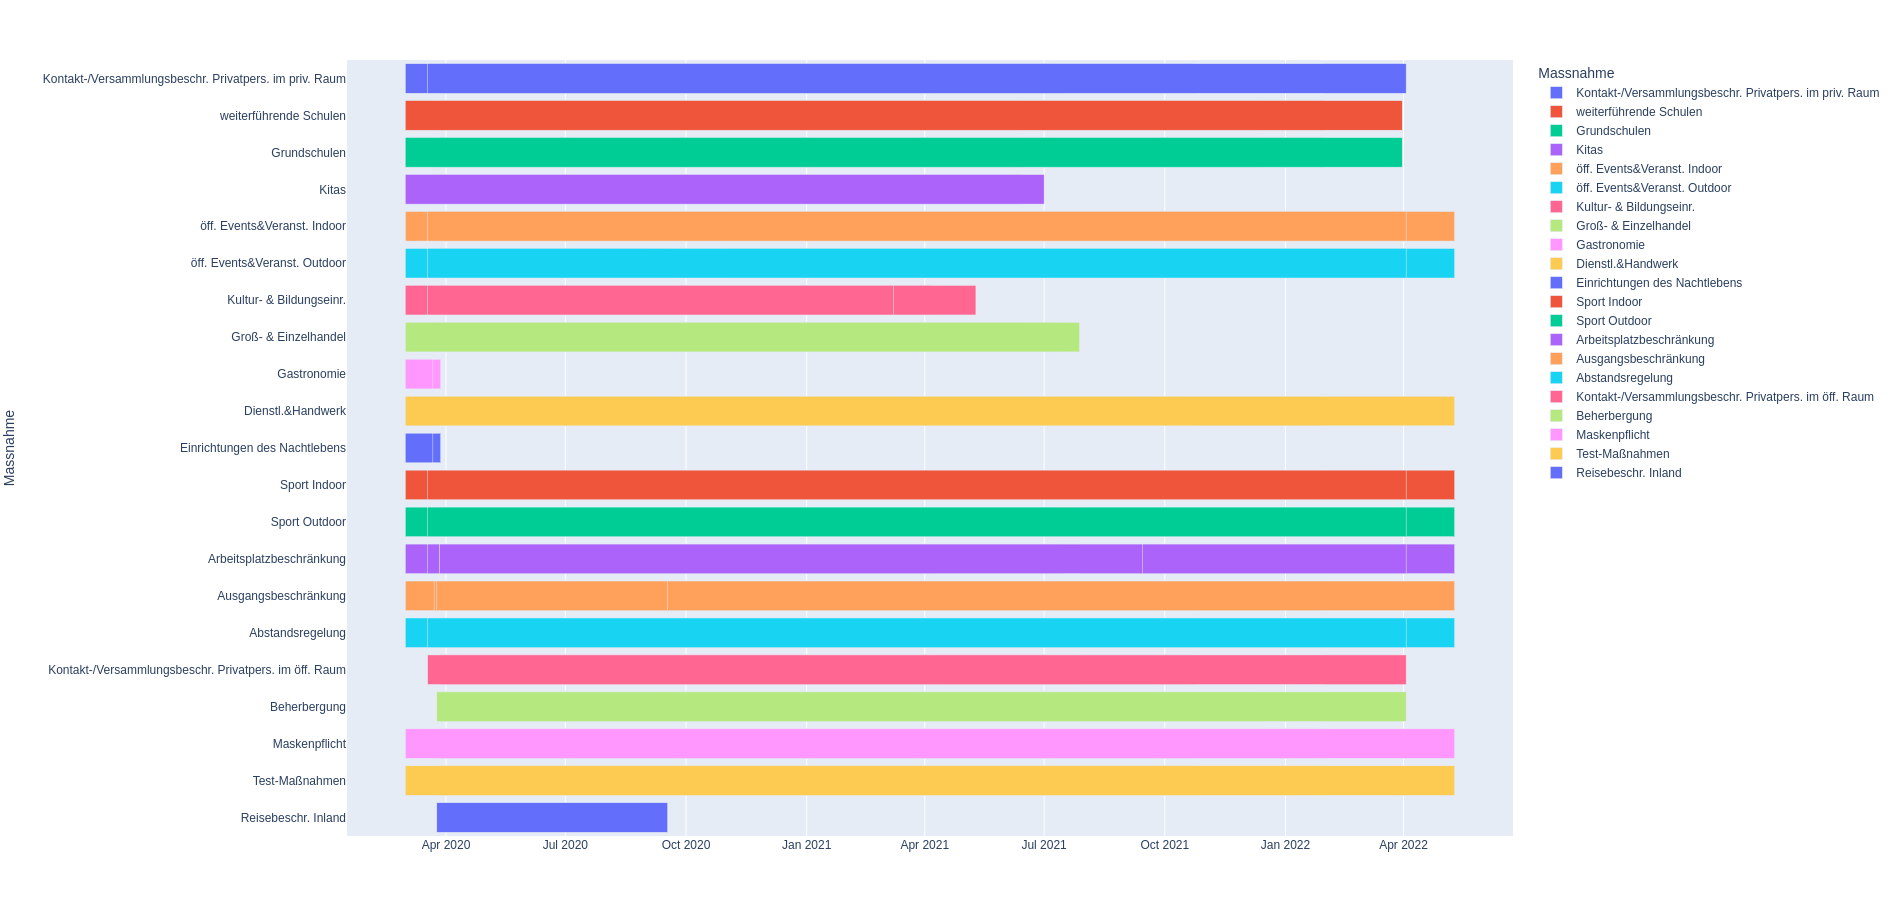 Massnahme
Kontakt-/Versammlungsbeschr. Privatpers. im priv. Raum
weiterführende Schulen
Grundschulen
Kitas
öff. Events&Veranst. Indoor
öff. Events&Veranst. Outdoor
Kultur- & Bildungseinr.
Groß- & Einzelhandel
Gastronomie
Dienstl.&Handwerk
Einrichtungen des Nachtlebens
Sport Indoor
Sport Outdoor
Arbeitsplatzbeschränkung
Ausgangsbeschränkung
Abstandsregelung
Kontakt-/Versammlungsbeschr. Privatpers. im öff. Raum
Beherbergung
Maskenpflicht
Test-Maßnahmen
Reisebeschr. Inland
Apr 2020
Jul 2020
Oct 2020
Jan 2021
Apr 2021
Jul 2021
Oct 2021
Jan 2022
Apr 2022
Massnahme
Kontakt-/Versammlungsbeschr. Privatpers. im priv. Raum
weiterführende Schulen
Grundschulen
Kitas
öff. Events&Veranst. Indoor
öff. Events&Veranst. Outdoor
Kultur- & Bildungseinr.
Groß- & Einzelhandel
Gastronomie
Dienstl.&Handwerk
Einrichtungen des Nachtlebens
Sport Indoor
Sport Outdoor
Arbeitsplatzbeschränkung
Ausgangsbeschränkung
Abstandsregelung
Kontakt-/Versammlungsbeschr. Privatpers. im öff. Raum
Beherbergung
Maskenpflicht
Test-Maßnahmen
Reisebeschr. Inland